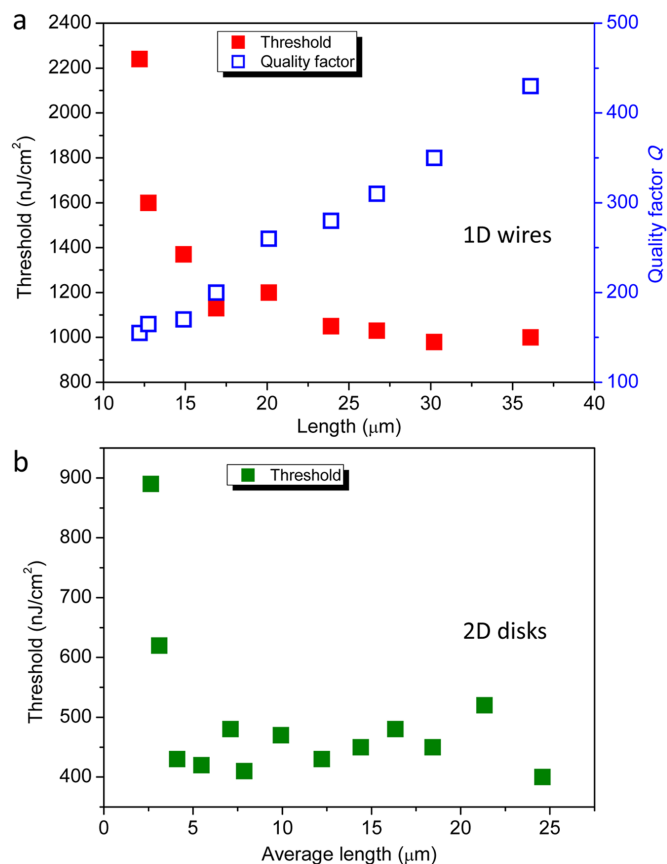 a
Threshold
Quality factor
2400
2200
2000
1800
1600
1400
1200
1000
800
Threshold (nJ/cm²)
500
400
300
200
100
Quality factor Q
1D wires
10 15 20 25 30 35 40
Length (μm)
b
Threshold
900
800
700
600
500
400
Threshold (nJ/cm²)
2D disks
0 5 10 15 20 25
Average length (μm)